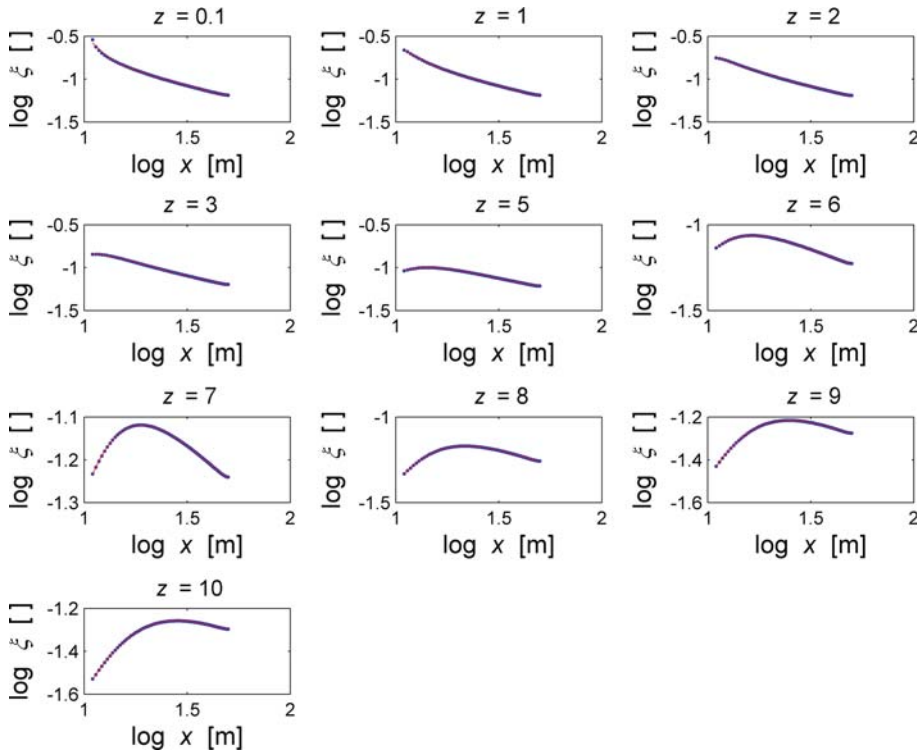 z = 0.1
log ξ [ ]
-0.5
-1
-1.5
1
1.5
2
log x [m]
z = 1
log ξ [ ]
-0.5
-1
-1.5
1
1.5
2
log x [m]
z = 2
log ξ [ ]
-0.5
-1
-1.5
1
1.5
2
log x [m]
z = 3
log ξ [ ]
-0.5
-1
-1.5
1
1.5
2
log x [m]
z = 5
log ξ [ ]
-0.5
-1
-1.5
1
1.5
2
log x [m]
z = 6
log ξ [ ]
-1
-1.5
1
1.5
2
log x [m]
z = 7
log ξ [ ]
-1.1
-1.2
-1.3
1
1.5
2
log x [m]
z = 8
log ξ [ ]
-1
-1.5
1
1.5
2
log x [m]
z = 9
log ξ [ ]
-1.2
-1.4
-1.6
1
1.5
2
log x [m]
z = 10
log ξ [ ]
-1.2
-1.4
-1.6
1
1.5
2
log x [m]